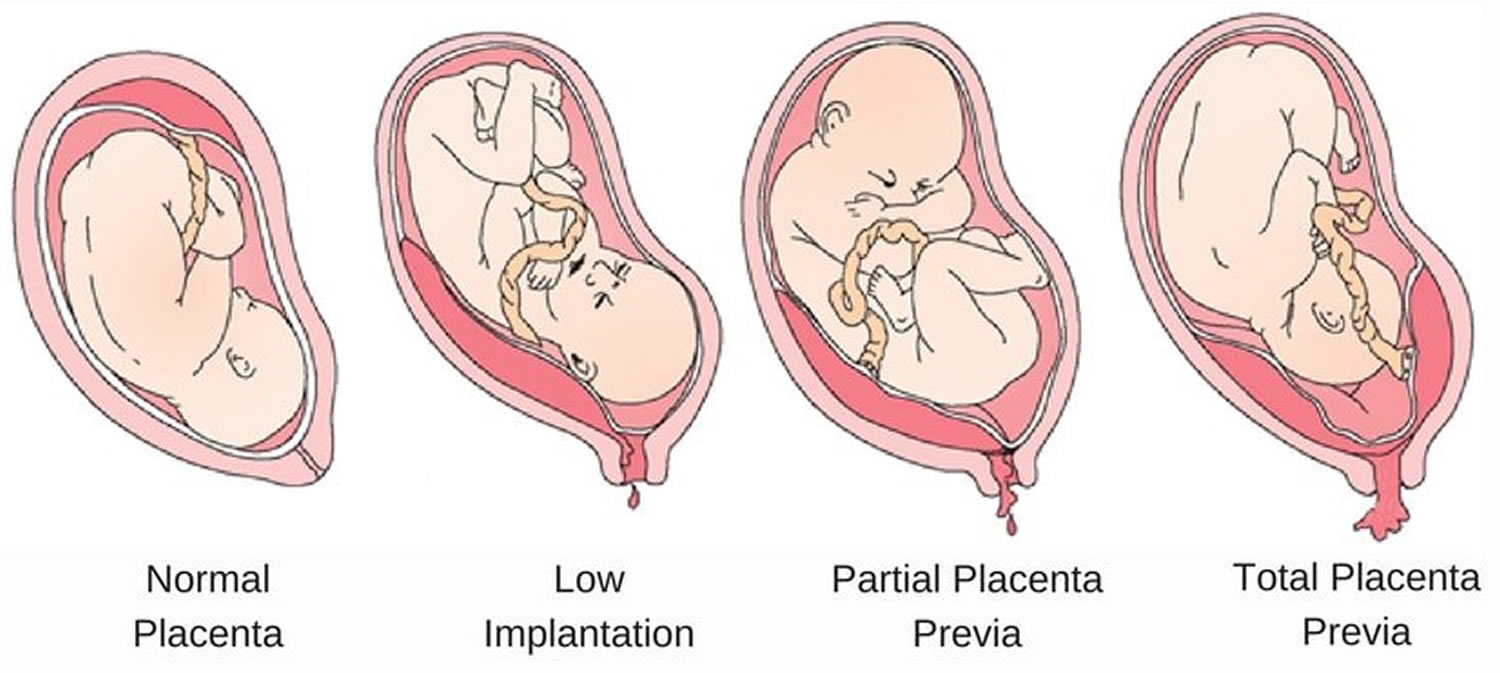 Normal
Placenta
Low
Implantation
Partial Placenta
Previa
Total Placenta
Previa